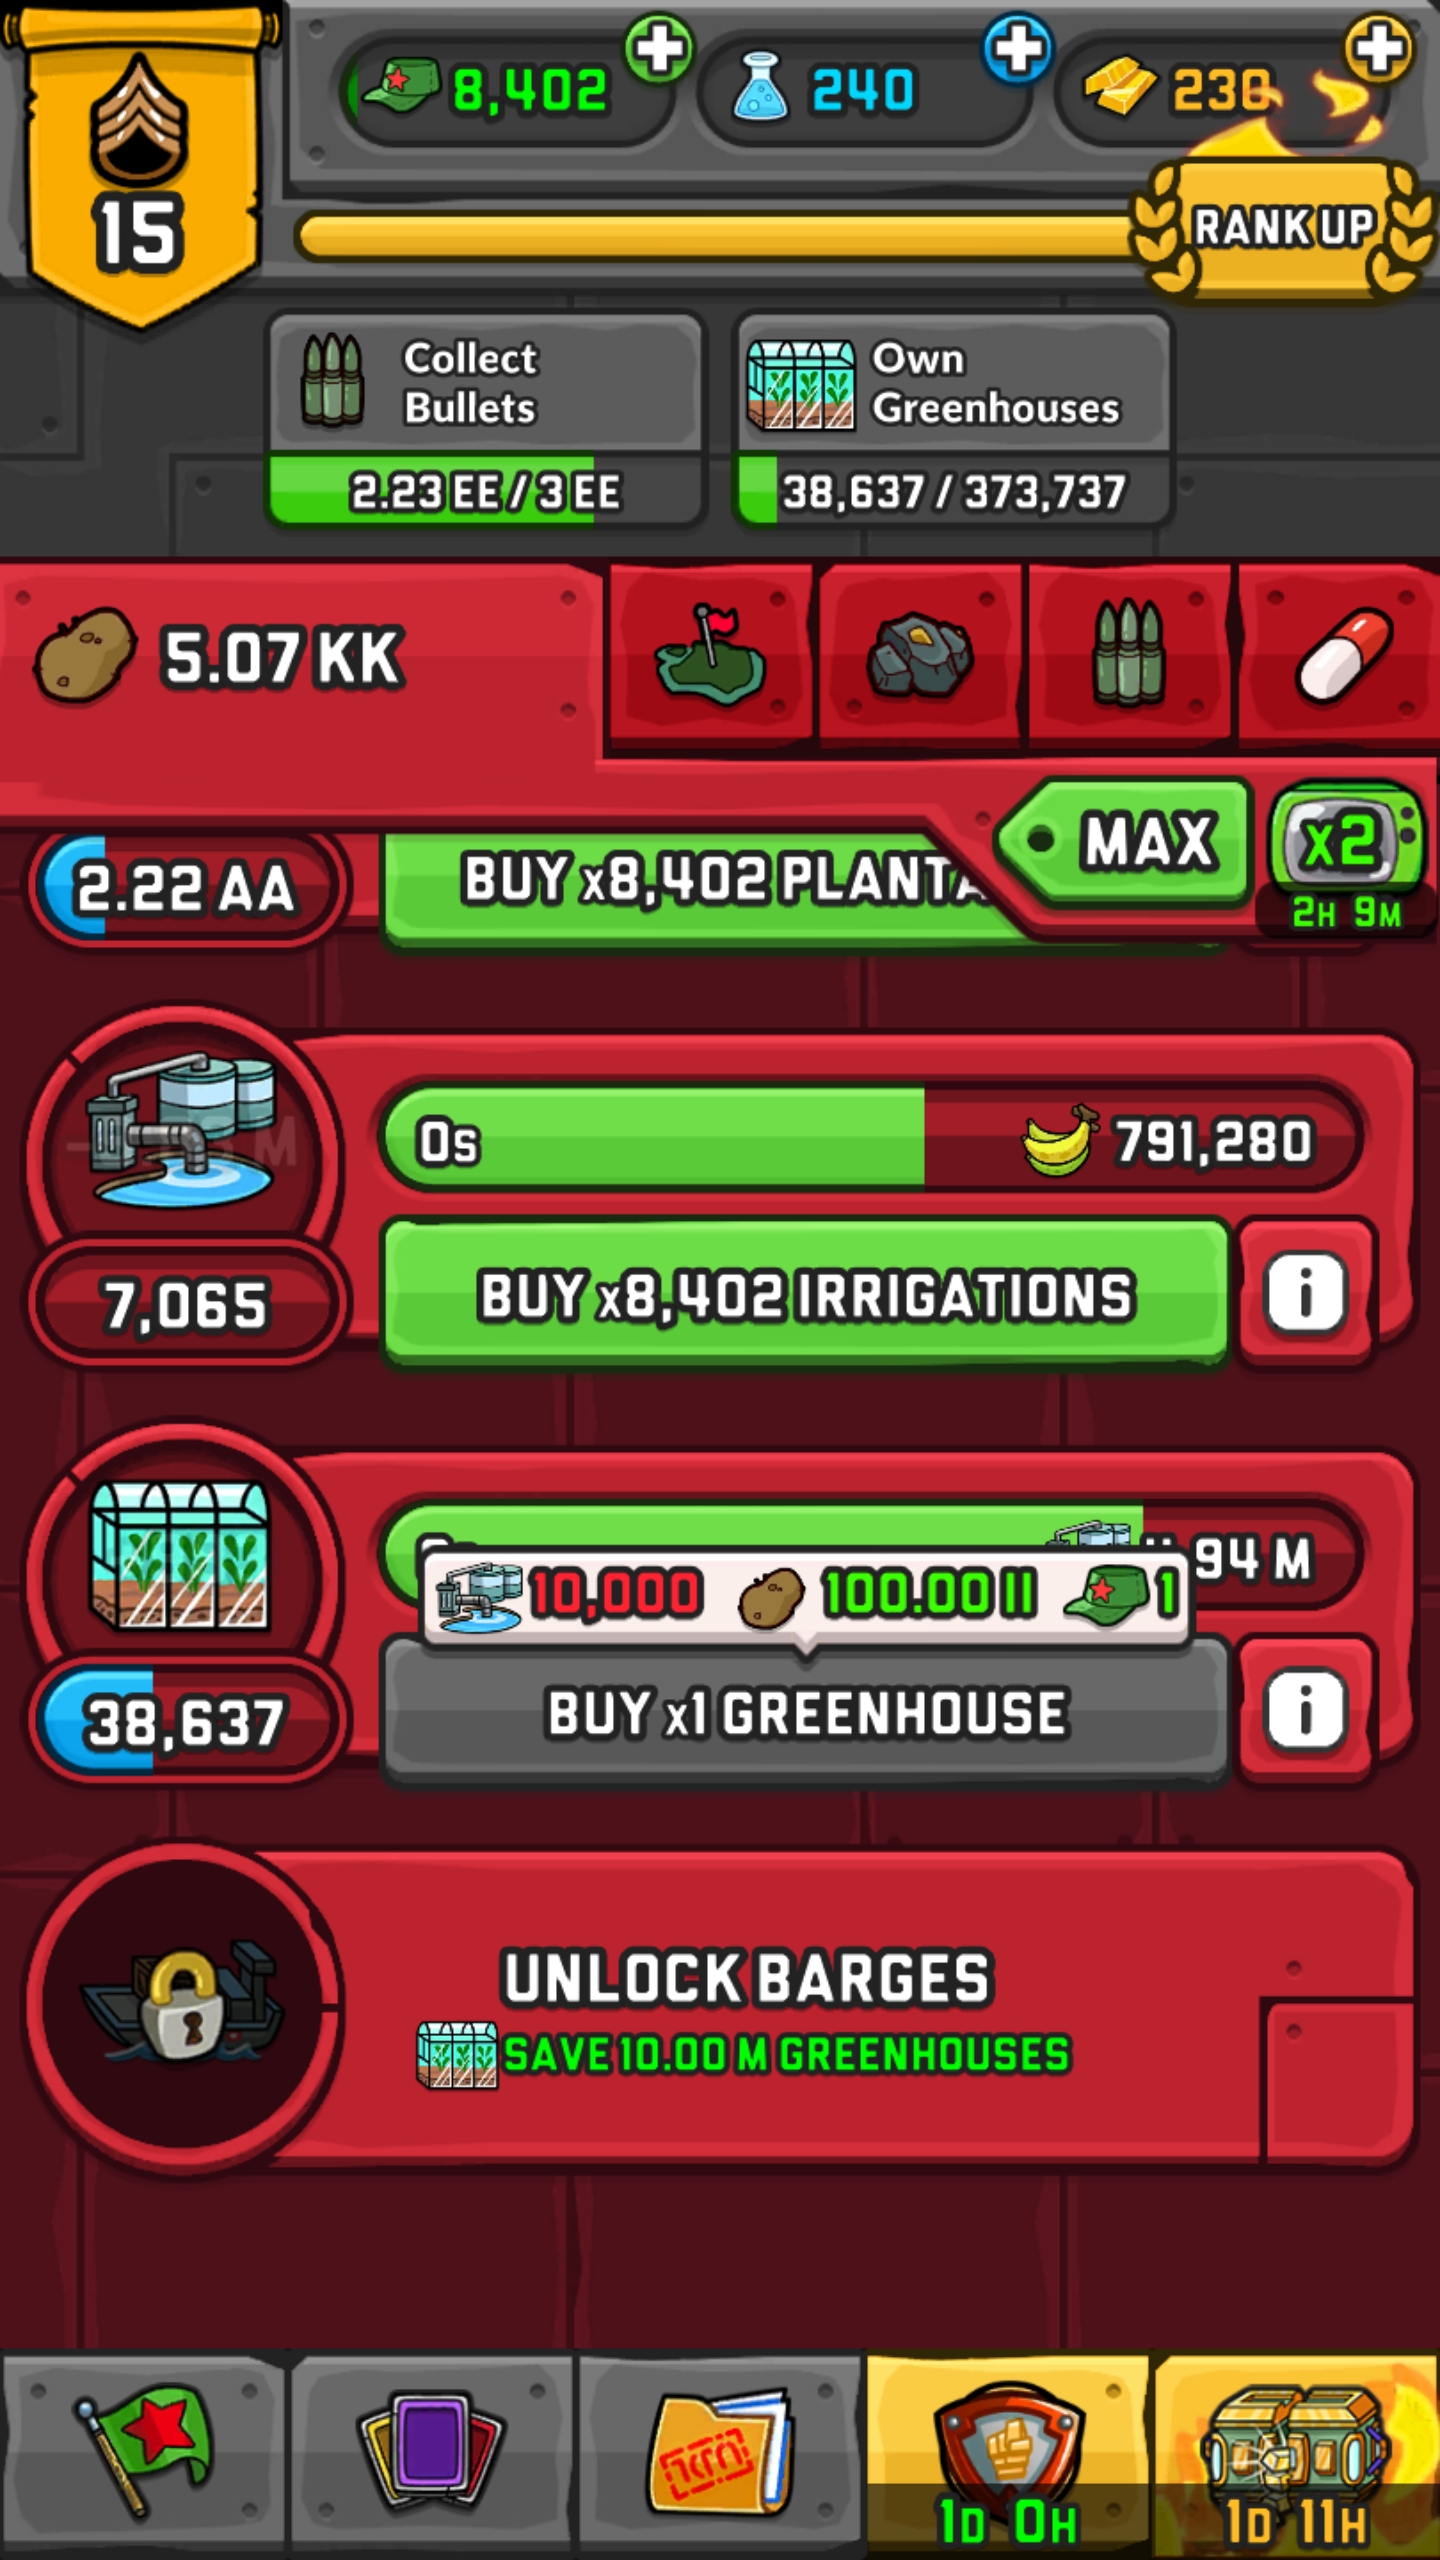 8,402
240
238
15
RANK UP
Collect
Bullets
Own
Greenhouses
2.23 EE / 3 EE
38,637 / 373,737
5.07 KK
MAX
x2
2H 9M
2.22 AA
BUY x8,402 PLANTA
0s
791,280
7,065
BUY x8,402 IRRIGATIONS
94 M
10,000
100.00 II
1
38,637
BUY x1 GREENHOUSE
UNLOCK BARGES
SAVE 10.00 M GREENHOUSES
1D 0H
1D 11H